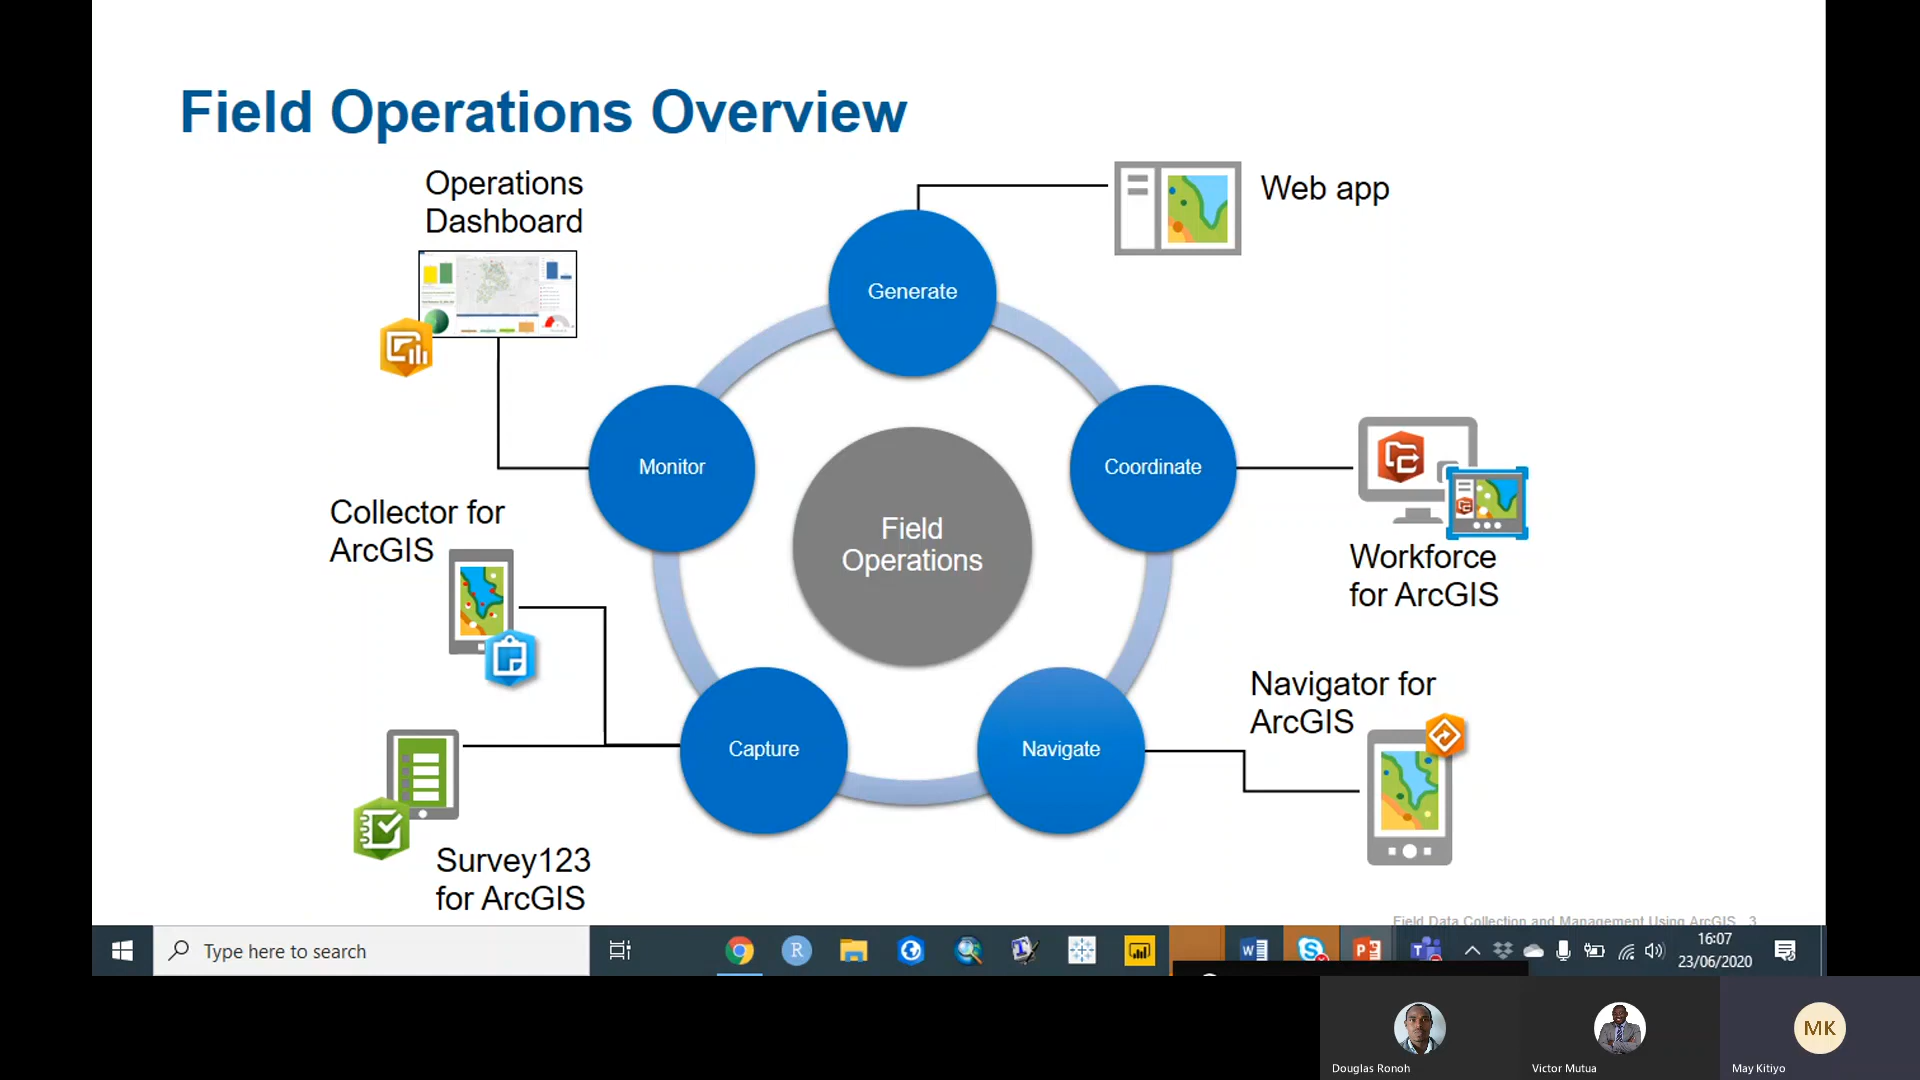 Field Operations Overview
Operations
Dashboard
Web app
Generate
Monitor
Coordinate
Field
Operations
Collector for
ArcGIS
Workforce
for ArcGIS
Navigator for
ArcGIS
Capture
Navigate
Survey123
for ArcGIS
Field Data Collection and Management Using ArcGIS 3
Type here to search
16:07
23/06/2020
MK
Douglas Ronoh
Victor Mutua
May Kitiyo